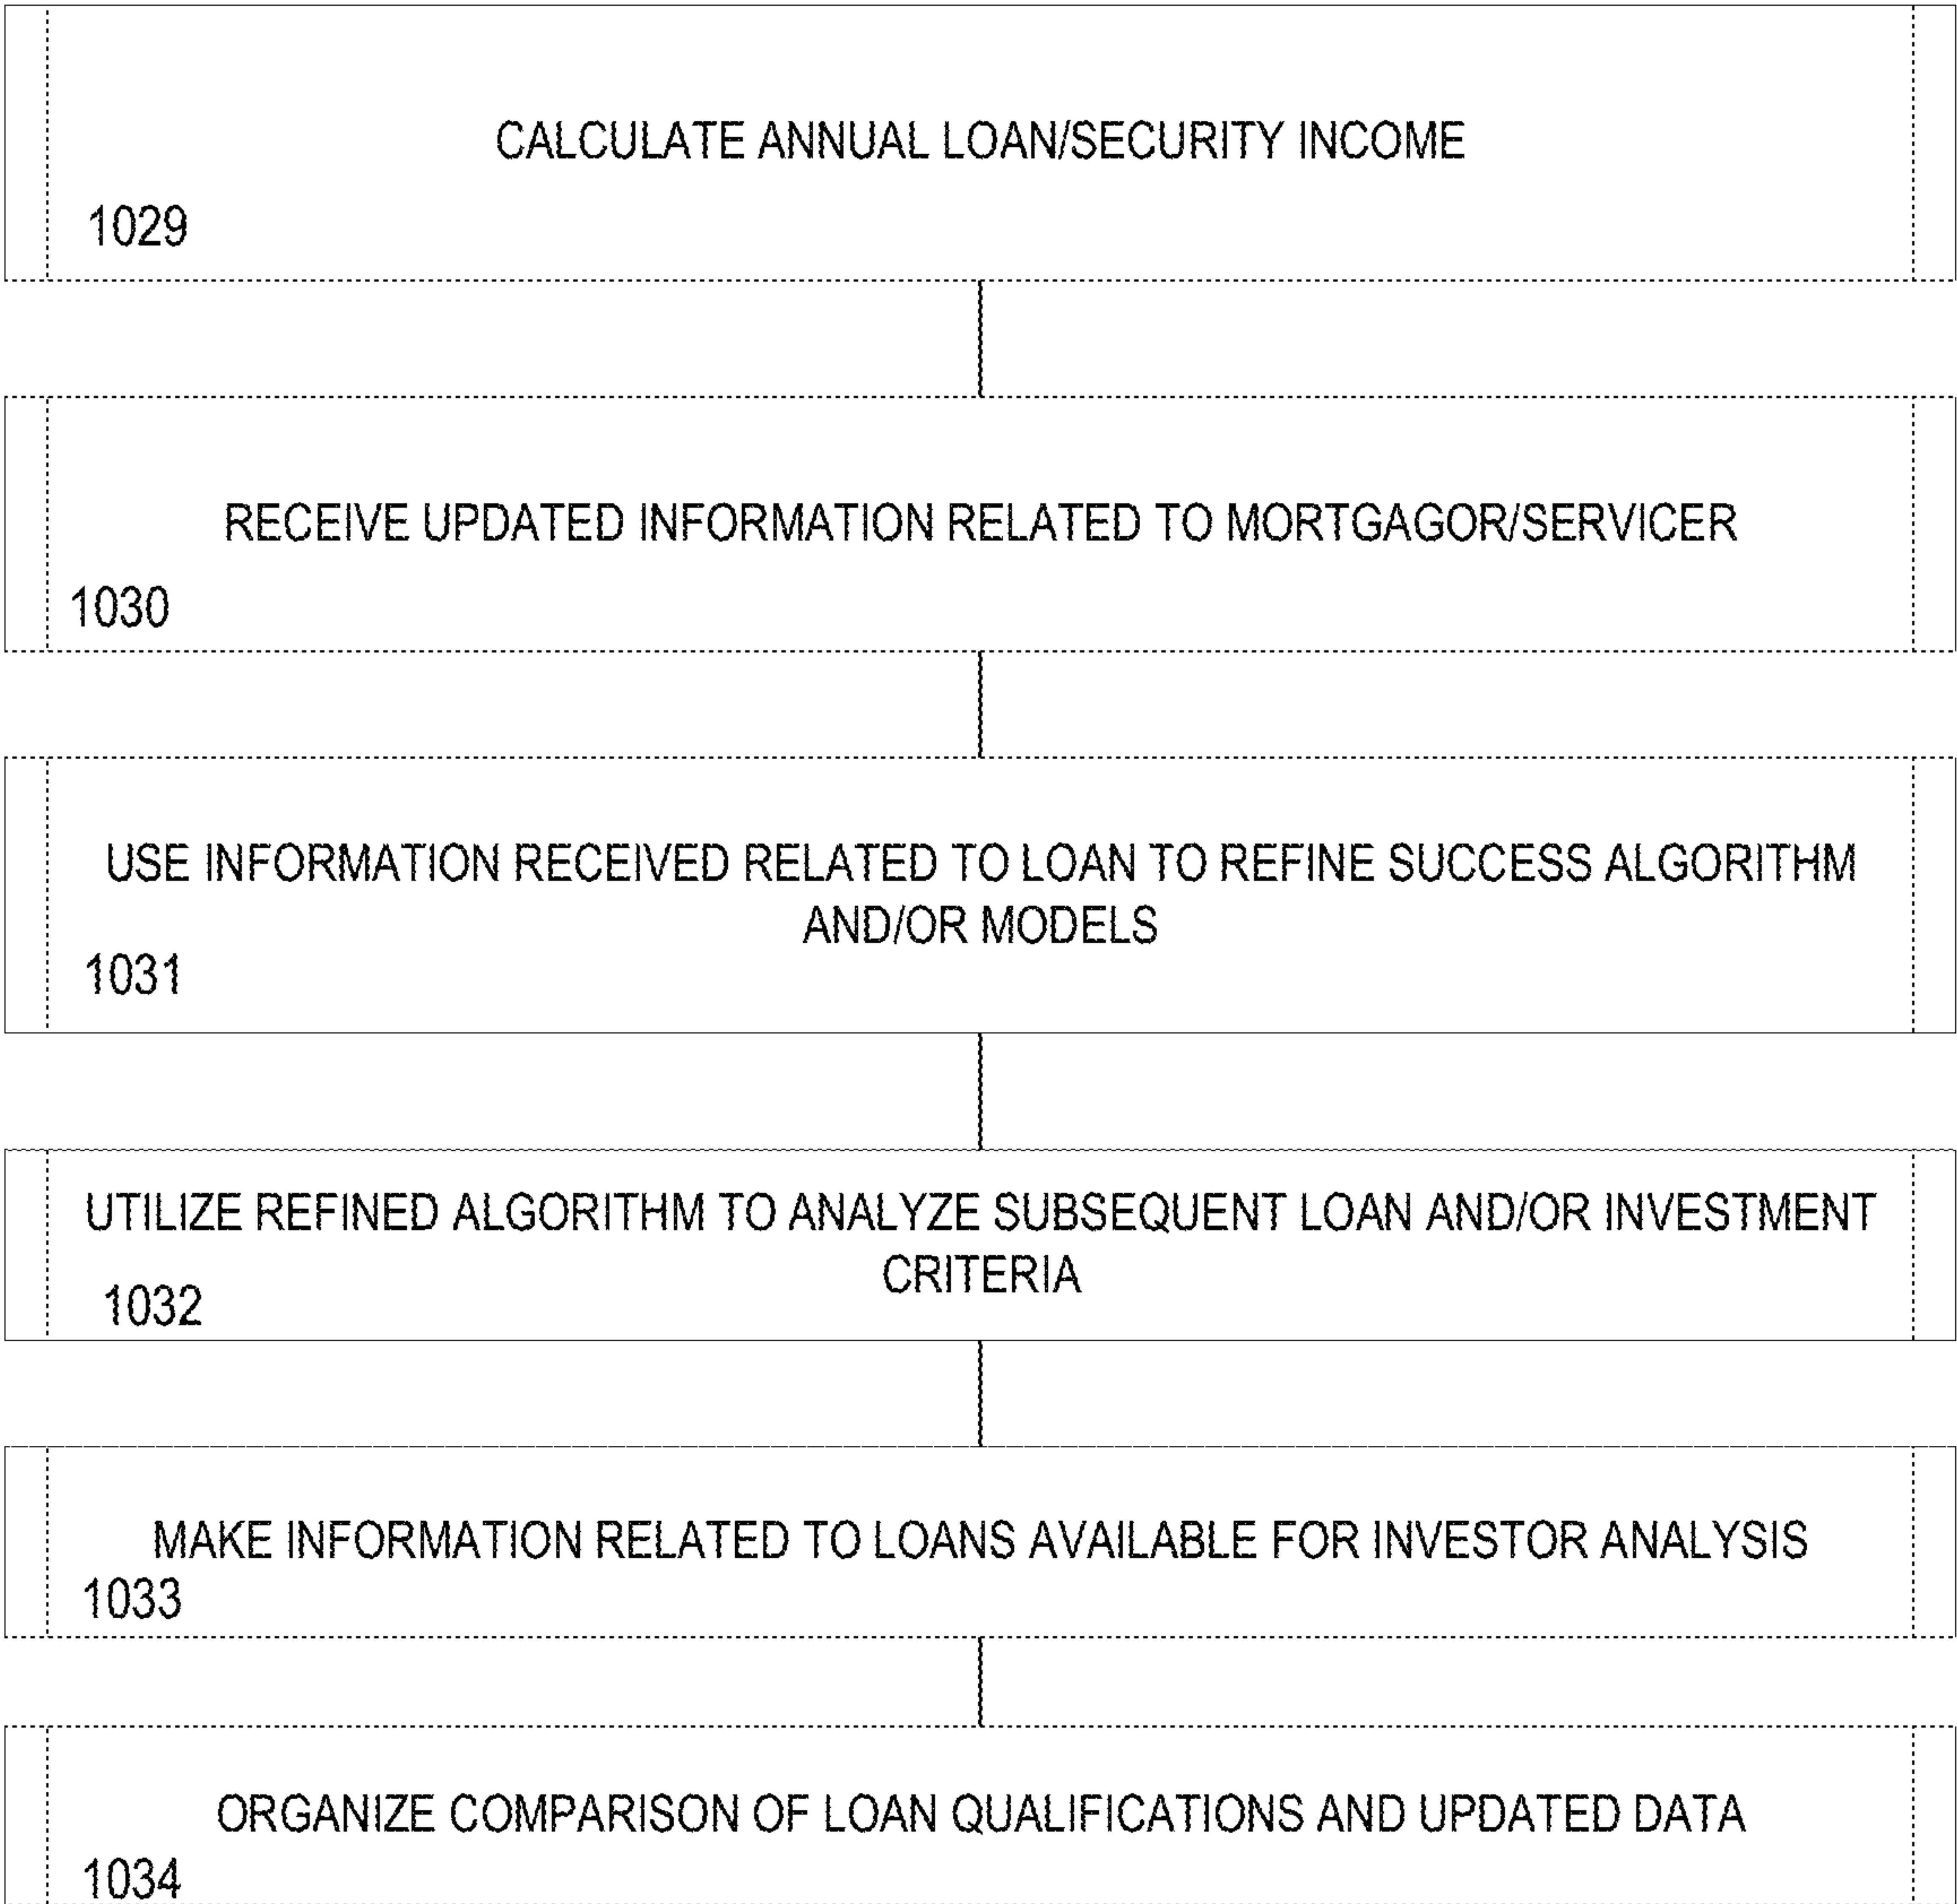 CALCULATE ANNUAL LOAN/SECURITY INCOME
1029
RECEIVE UPDATED INFORMATION RELATED TO MORTGAGOR/SERVICER
1030
USE INFORMATION RECEIVED RELATED TO LOAN TO REFINE SUCCESS ALGORITHM
AND/OR MODELS
1031
UTILIZE REFINED ALGORITHM TO ANALYZE SUBSEQUENT LOAN AND/OR INVESTMENT
CRITERIA
1032
MAKE INFORMATION RELATED TO LOANS AVAILABLE FOR INVESTOR ANALYSIS
1033
ORGANIZE COMPARISON OF LOAN QUALIFICATIONS AND UPDATED DATA
1034